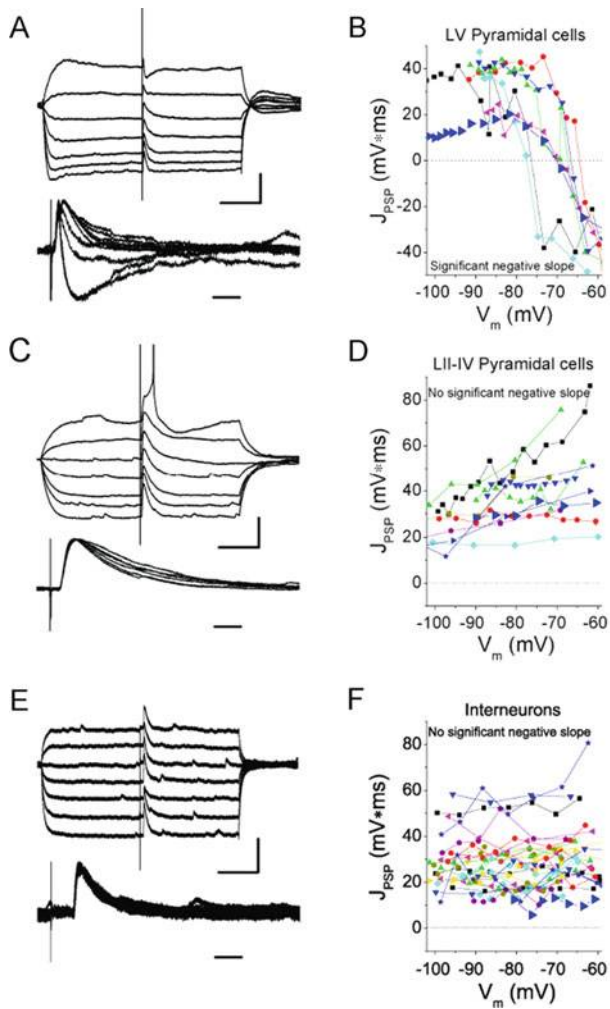 A
B
LV Pyramidal cells
40
20
0
-20
-40
J_PSP (mV*ms)
Significant negative slope
-100 -90 -80 -70 -60
V_m (mV)
C
D
LII-IV Pyramidal cells
No significant negative slope
80
60
40
20
0
J_PSP (mV*ms)
-100 -90 -80 -70 -60
V_m (mV)
E
F
Interneurons
No significant negative slope
80
60
40
20
0
J_PSP (mV*ms)
-100 -90 -80 -70 -60
V_m (mV)